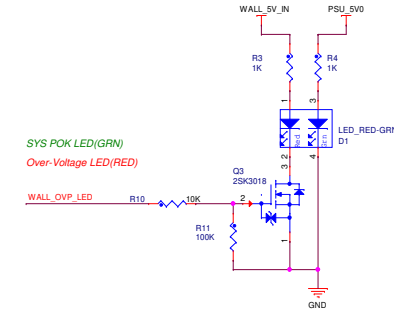 WALL_5V_IN PSU_5V0
R3 R4
1K 1K
1 3
LED_RED-GRN
D1
Red Grn
2 4
SYS POK LED(GRN)
Over-Voltage LED(RED)
Q3
2SK3018
3
WALL_OVP_LED R10 10K 2
R11
100K
1
GND